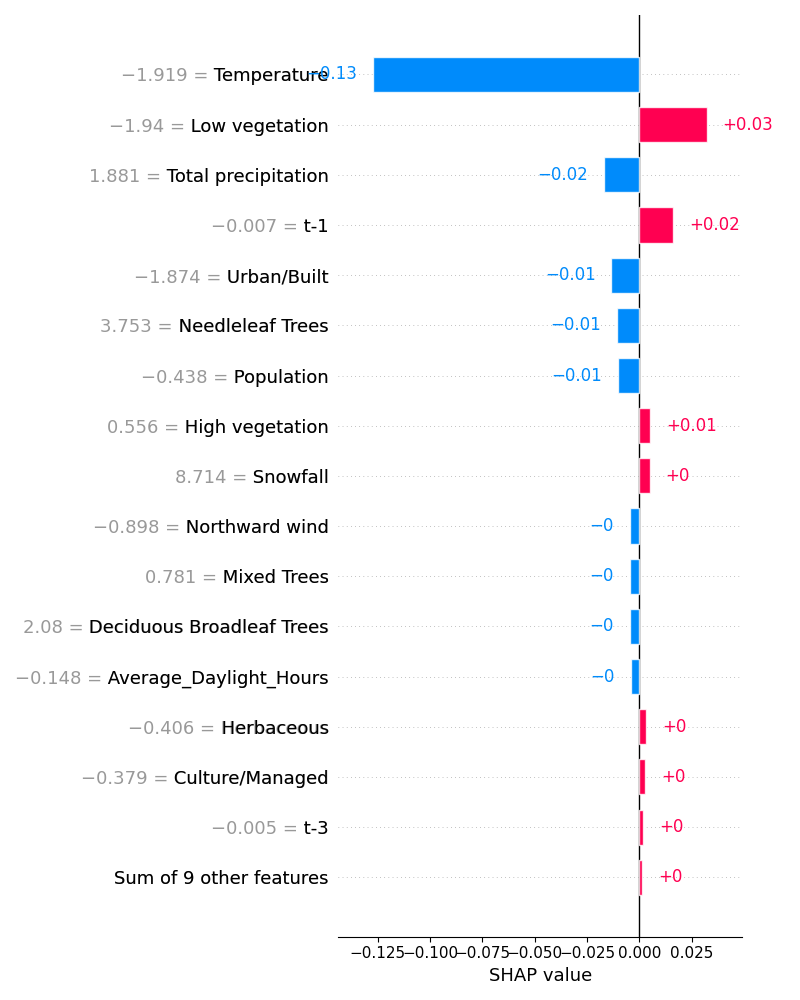 −1.919 = Temperature −0.13
−1.94 = Low vegetation +0.03
1.881 = Total precipitation −0.02
−0.007 = t-1 +0.02
−1.874 = Urban/Built −0.01
3.753 = Needleleaf Trees −0.01
−0.438 = Population −0.01
0.556 = High vegetation +0.01
8.714 = Snowfall +0
−0.898 = Northward wind −0
0.781 = Mixed Trees −0
2.08 = Deciduous Broadleaf Trees −0
−0.148 = Average_Daylight_Hours −0
−0.406 = Herbaceous +0
−0.379 = Culture/Managed +0
−0.005 = t-3 +0
Sum of 9 other features +0
−0.125 −0.100 −0.075 −0.050 −0.025 0.000 0.025
SHAP value